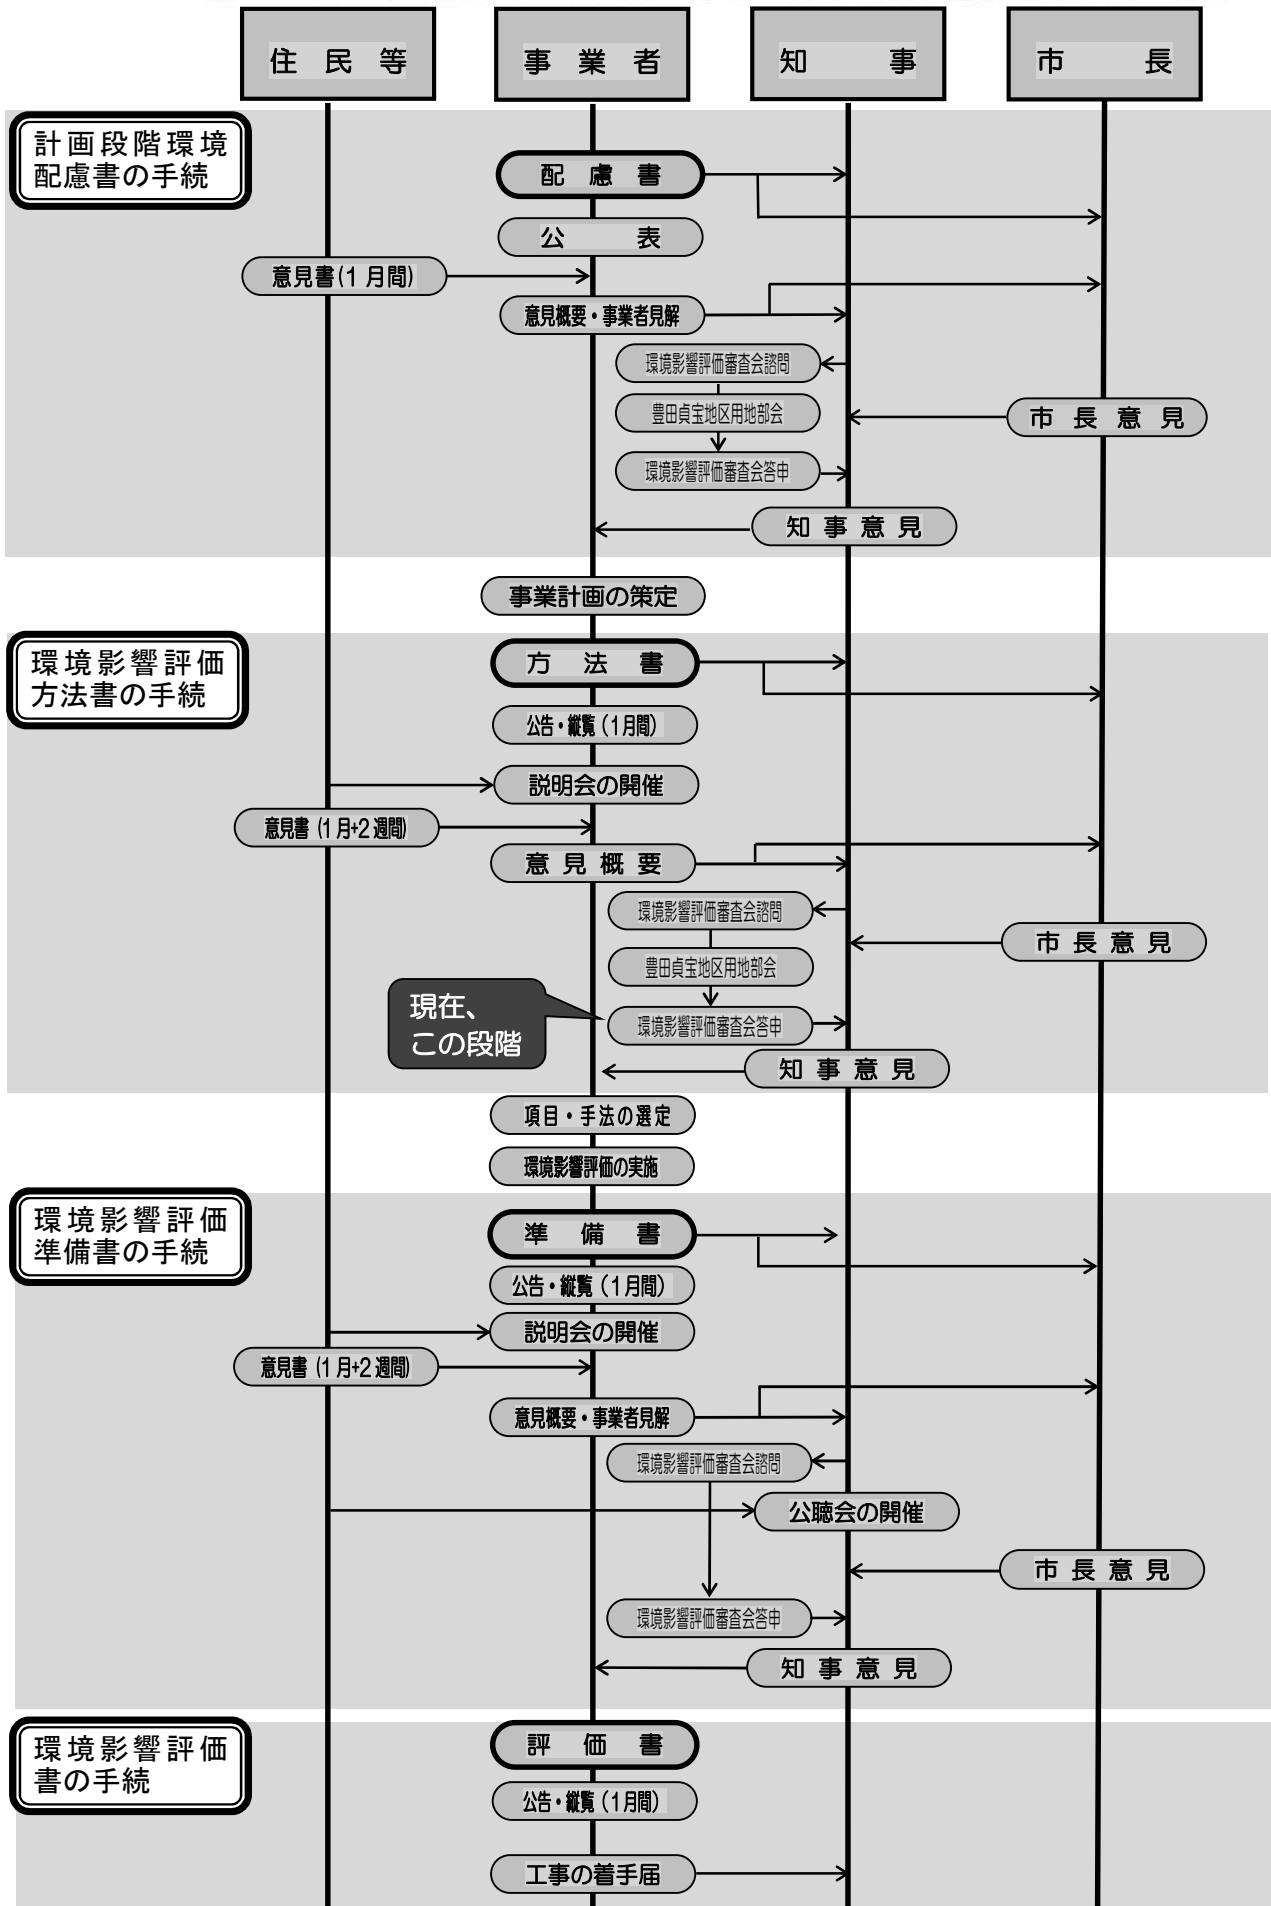 住民等
事業者
知事
市長
計画段階環境
配慮書の手続
配慮書
公表
意見書(1月間)
意見概要・事業者見解
環境影響評価審査会諮問
豊田貞宝地区用地部会
市長意見
環境影響評価審査会答申
知事意見
事業計画の策定
環境影響評価
方法書の手続
方法書
公告・縦覧(1月間)
説明会の開催
意見書(1月+2週間)
意見概要
環境影響評価審査会諮問
市長意見
豊田貞宝地区用地部会
現在、
この段階
環境影響評価審査会答申
知事意見
項目・手法の選定
環境影響評価の実施
環境影響評価
準備書の手続
準備書
公告・縦覧(1月間)
説明会の開催
意見書(1月+2週間)
意見概要・事業者見解
環境影響評価審査会諮問
公聴会の開催
市長意見
環境影響評価審査会答申
知事意見
環境影響評価
書の手続
評価書
公告・縦覧(1月間)
工事の着手届